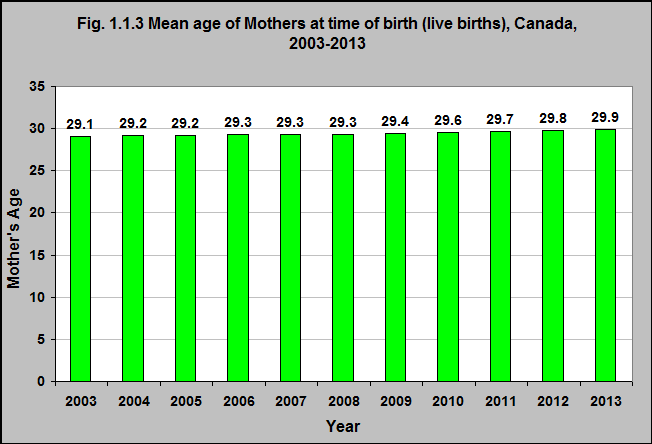 Fig. 1.1.3 Mean age of Mothers at time of birth (live births), Canada,
2003-2013
35
30
25
20
15
10
5
0
Mother's Age
29.1 29.2 29.2 29.3 29.3 29.3 29.4 29.6 29.7 29.8 29.9
2003 2004 2005 2006 2007 2008 2009 2010 2011 2012 2013
Year